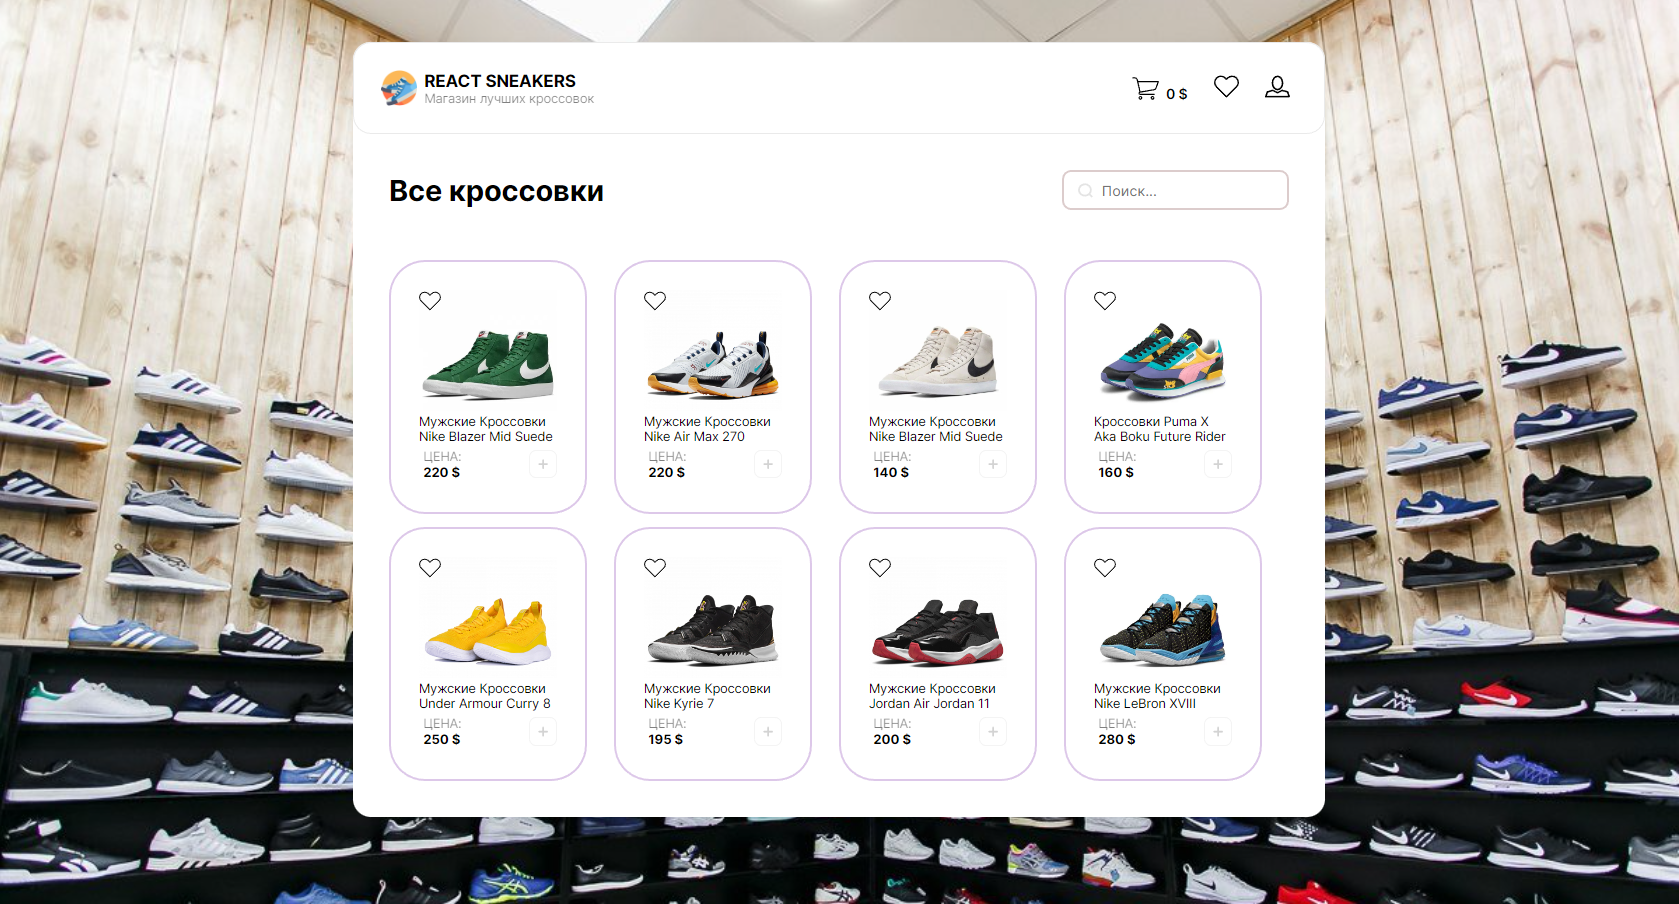 REACT SNEAKERS
Магазин лучших кроссовок
0 $
Все кроссовки
Поиск...
Мужские Кроссовки
Nike Blazer Mid Suede
ЦЕНА:
220 $
Мужские Кроссовки
Nike Air Max 270
ЦЕНА:
220 $
Мужские Кроссовки
Nike Blazer Mid Suede
ЦЕНА:
140 $
Кроссовки Puma X
Aka Boku Future Rider
ЦЕНА:
160 $
Мужские Кроссовки
Under Armour Curry 8
ЦЕНА:
250 $
Мужские Кроссовки
Nike Kyrie 7
ЦЕНА:
195 $
Мужские Кроссовки
Jordan Air Jordan 11
ЦЕНА:
200 $
Мужские Кроссовки
Nike LeBron XVIII
ЦЕНА:
280 $